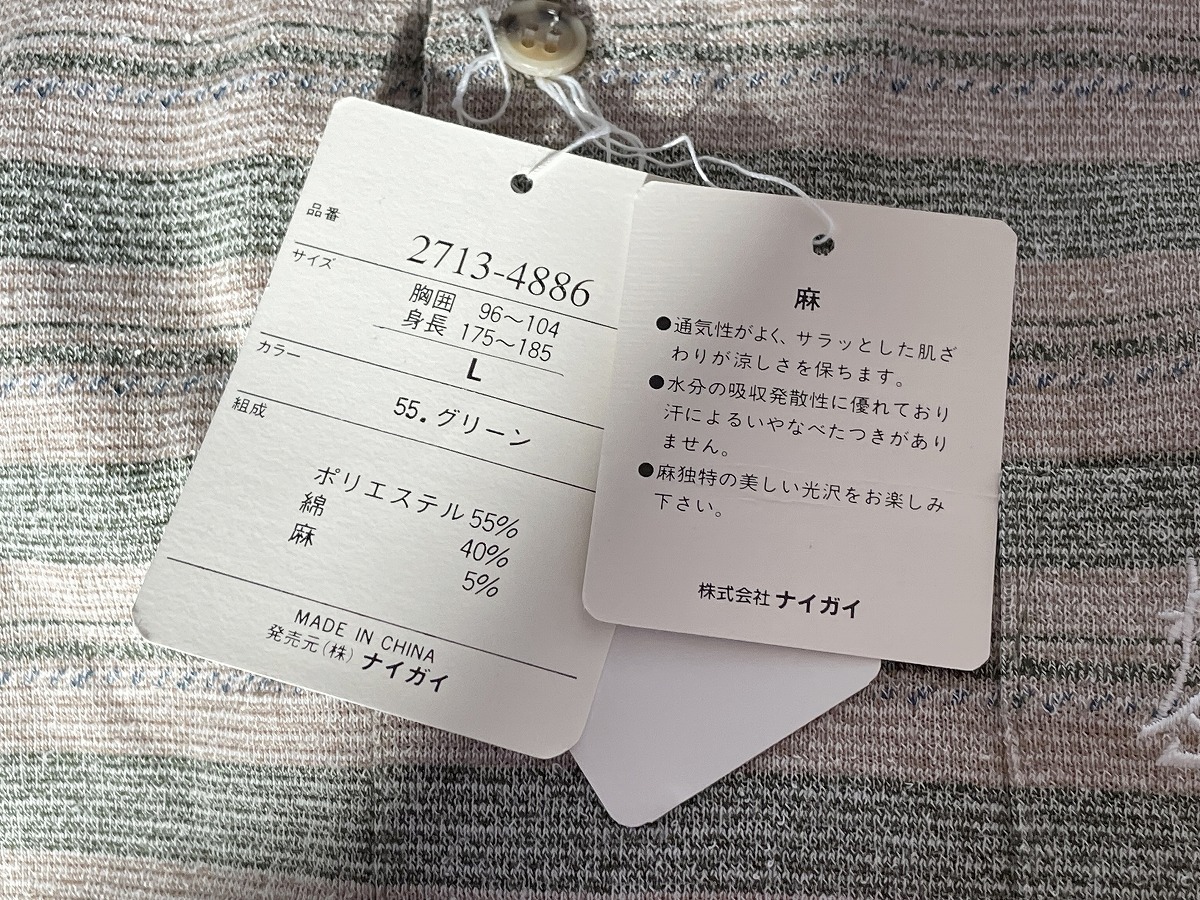 品番
2713-4886
サイズ
胸囲 96～104
身長 175～185
L
カラー
55.グリーン
組成
ポリエステル 55%
綿 40%
麻 5%
MADE IN CHINA
発売元(株)ナイガイ
麻
●通気性がよく、サラッとした肌ざ
わりが涼しさを保ちます。
●水分の吸収発散性に優れており
汗によるいやなべたつきがあり
ません。
●麻独特の美しい光沢をお楽しみ
下さい。
株式会社ナイガイ